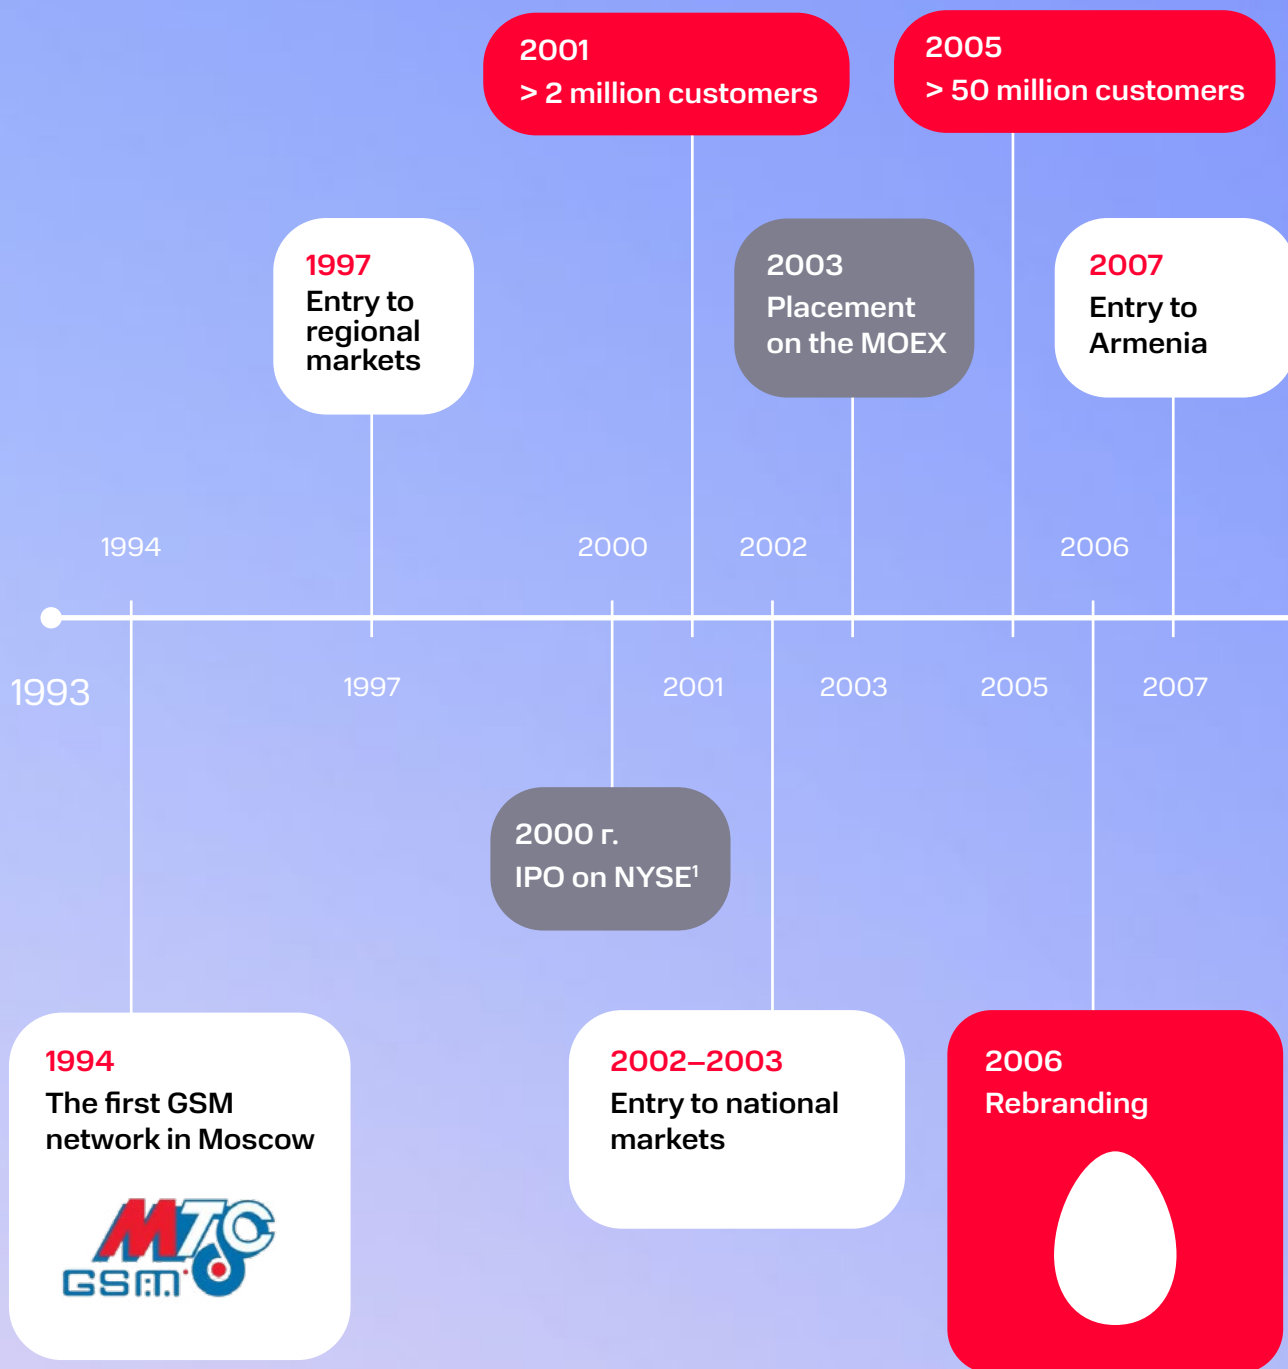 2001
> 2 million customers
2005
> 50 million customers
1997
Entry to
regional
markets
2003
Placement
on the MOEX
2007
Entry to
Armenia
1994
2000
2002
2006
1993
1997
2001
2003
2005
2007
2000 г.
IPO on NYSE¹
1994
The first GSM
network in Moscow
МТС
GSM
2002–2003
Entry to national
markets
2006
Rebranding